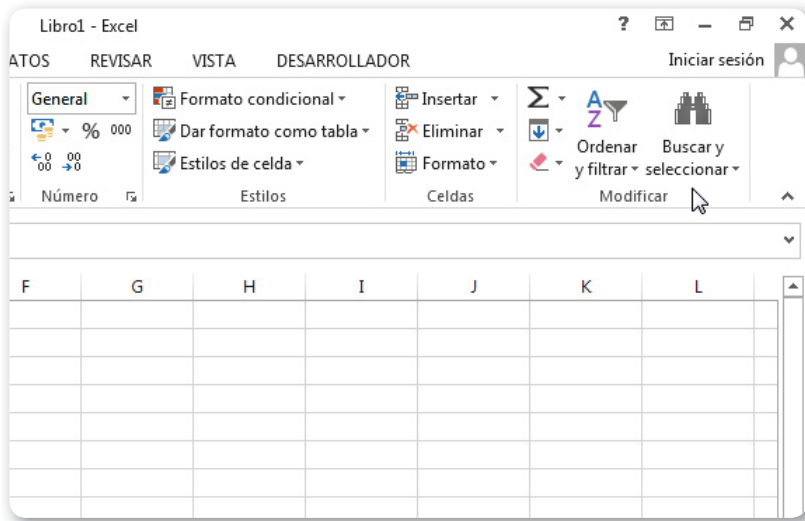 Libro1 - Excel
ATOS REVISAR VISTA DESARROLLADOR Iniciar sesión
General Formato condicional Insertar
% 000 Dar formato como tabla Eliminar Ordenar y filtrar Buscar y seleccionar
Estilos de celda Formato
Número Estilos Celdas Modificar
F G H I J K L